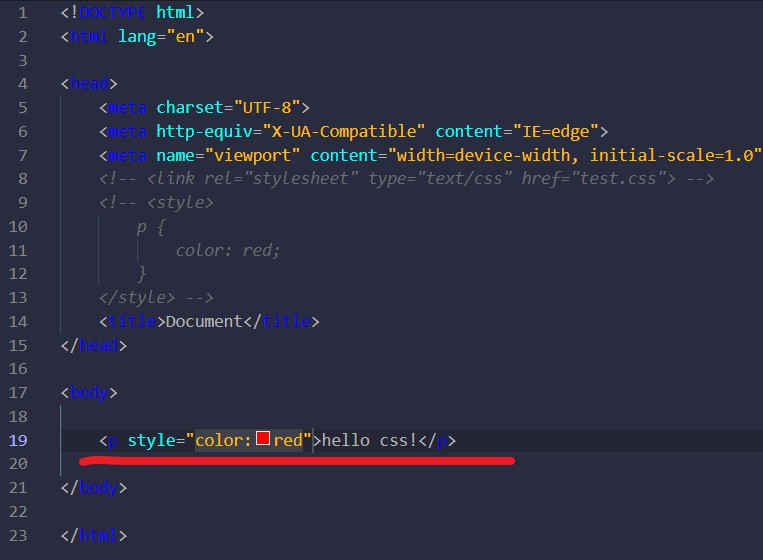 1 <!DOCTYPE html>
2 <html lang="en">
3
4 <head>
5 <meta charset="UTF-8">
6 <meta http-equiv="X-UA-Compatible" content="IE=edge">
7 <meta name="viewport" content="width=device-width, initial-scale=1.0"
8 <!-- <link rel="stylesheet" type="text/css" href="test.css"> -->
9 <!-- <style>
10 p {
11 color: red;
12 }
13 </style> -->
14 <title>Document</title>
15 </head>
16
17 <body>
18
19 <p style="color:red">hello css!</p>
20
21 </body>
22
23 </html>